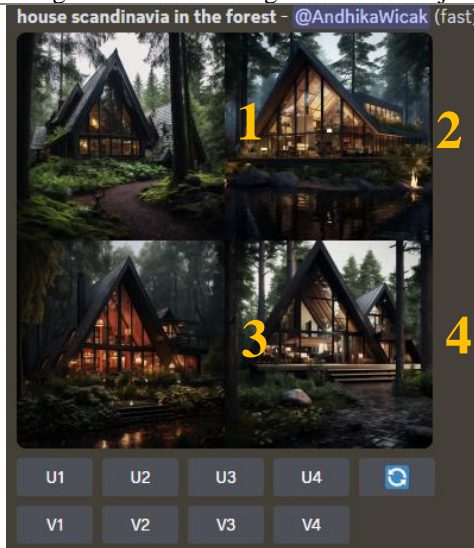 house scandinavia in the forest - @AndhikaWicak (fast)
1
2
3
4
U1 U2 U3 U4
V1 V2 V3 V4